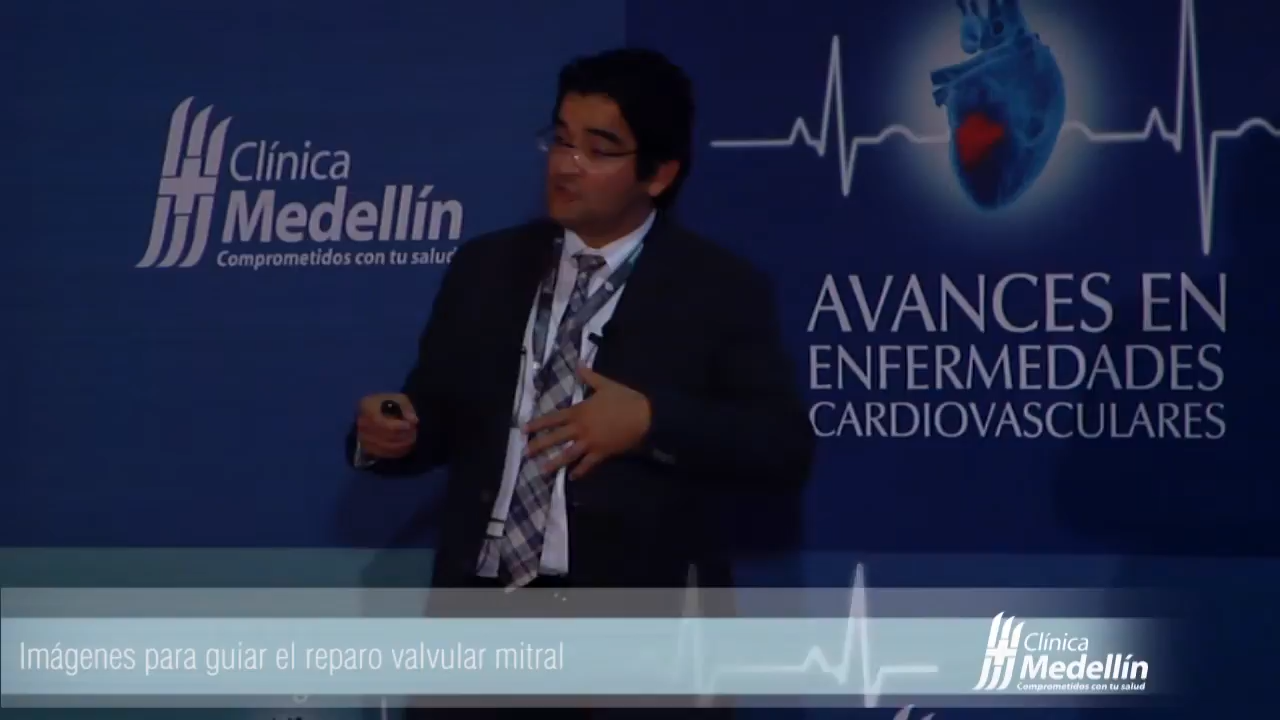 Clínica
Medellín
Comprometidos con tu salud
AVANCES EN
ENFERMEDADES
CARDIOVASCULARES
Imágenes para guiar el reparo valvular mitral
Clínica
Medellín
Comprometidos con tu salud